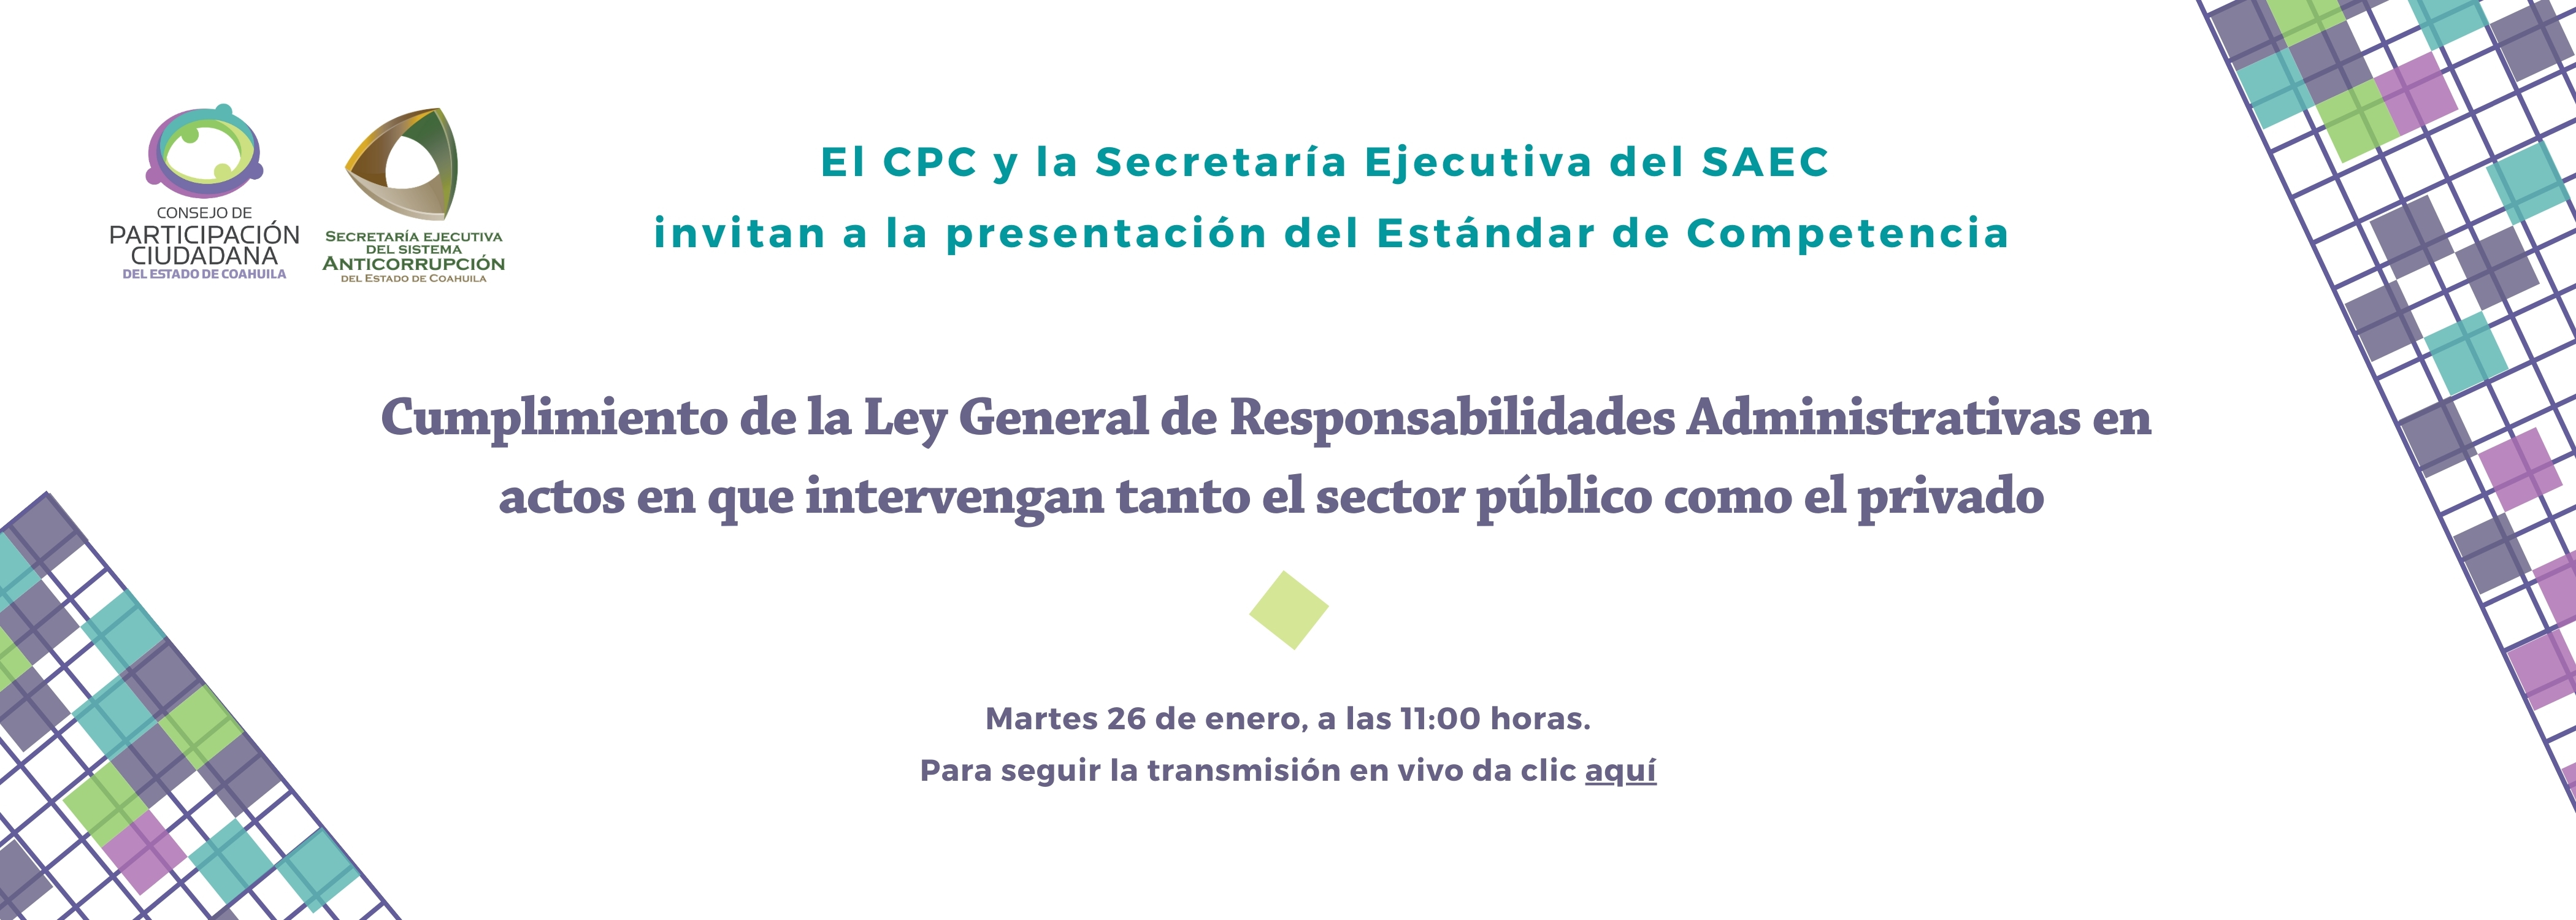 CONSEJO DE
PARTICIPACIÓN
CIUDADANA
DEL ESTADO DE COAHUILA
SECRETARÍA EJECUTIVA
DEL SISTEMA
ANTICORRUPCIÓN
DEL ESTADO DE COAHUILA
El CPC y la Secretaría Ejecutiva del SAEC
invitan a la presentación del Estándar de Competencia
Cumplimiento de la Ley General de Responsabilidades Administrativas en
actos en que intervengan tanto el sector público como el privado
Martes 26 de enero, a las 11:00 horas.
Para seguir la transmisión en vivo da clic aquí